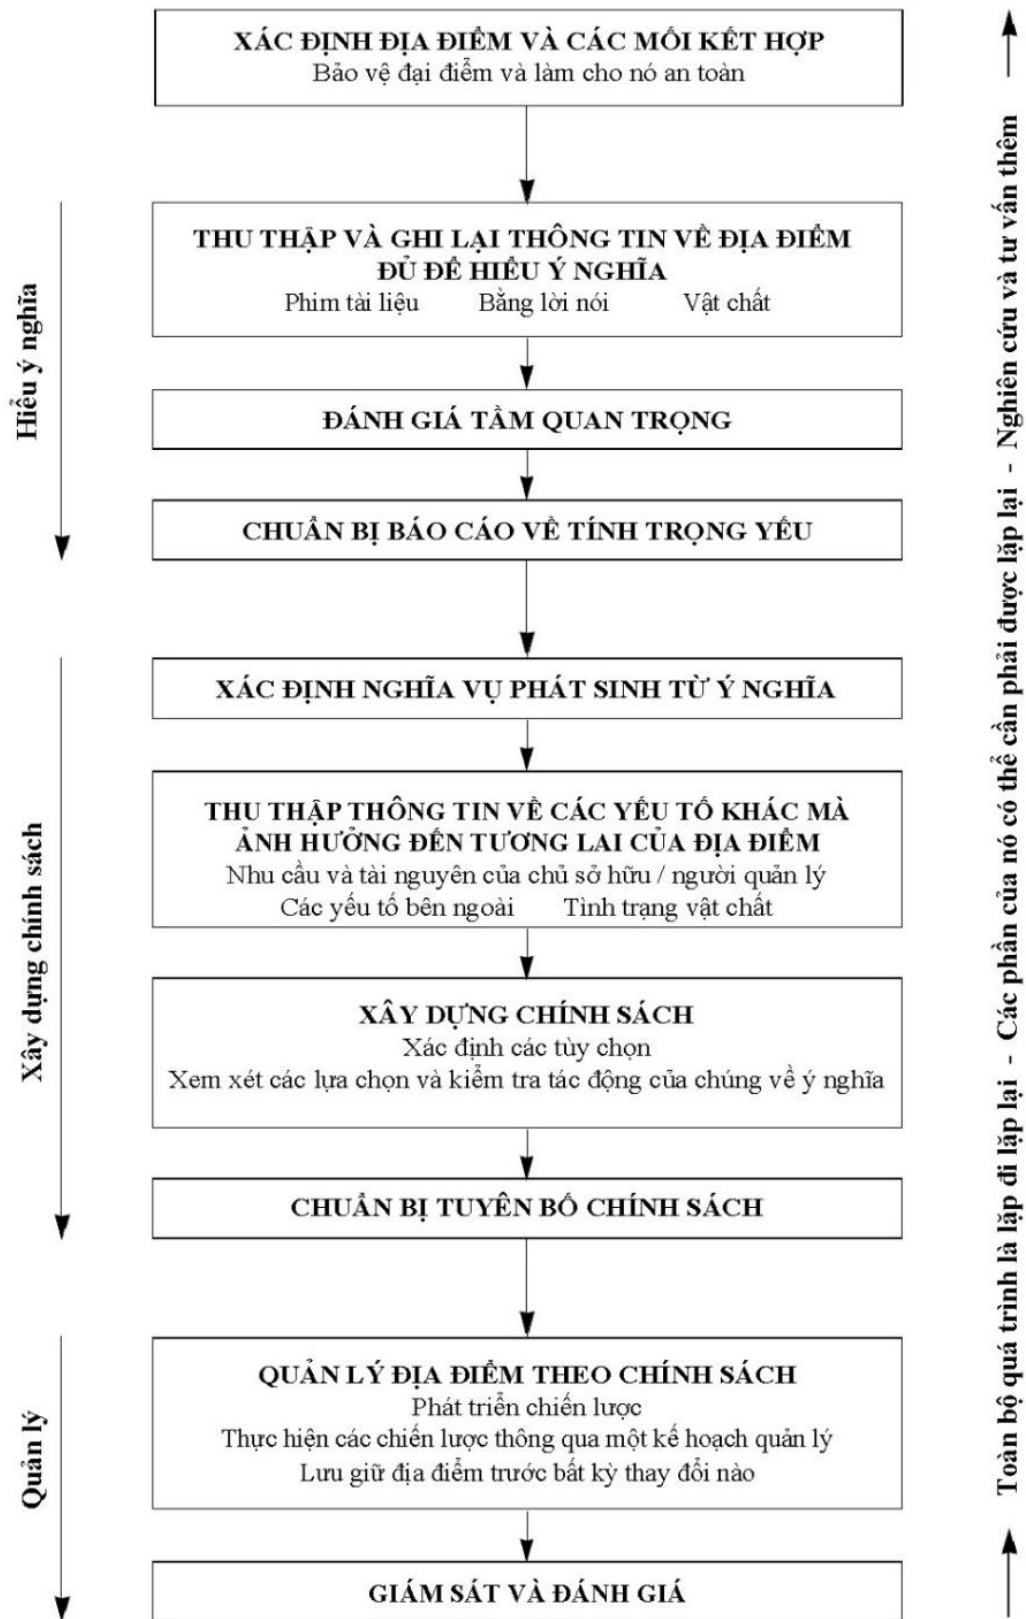 XÁC ĐỊNH ĐỊA ĐIỂM VÀ CÁC MỐI KẾT HỢP
Bảo vệ đại điểm và làm cho nó an toàn
THU THẬP VÀ GHI LẠI THÔNG TIN VỀ ĐỊA ĐIỂM
ĐỦ ĐỂ HIỂU Ý NGHĨA
Phim tài liệu Bằng lời nói Vật chất
ĐÁNH GIÁ TẦM QUAN TRỌNG
CHUẨN BỊ BÁO CÁO VỀ TÍNH TRỌNG YẾU
Hiểu ý nghĩa
XÁC ĐỊNH NGHĨA VỤ PHÁT SINH TỪ Ý NGHĨA
THU THẬP THÔNG TIN VỀ CÁC YẾU TỐ KHÁC MÀ
ẢNH HƯỞNG ĐẾN TƯƠNG LAI CỦA ĐỊA ĐIỂM
Nhu cầu và tài nguyên của chủ sở hữu / người quản lý
Các yếu tố bên ngoài Tình trạng vật chất
XÂY DỰNG CHÍNH SÁCH
Xác định các tùy chọn
Xem xét các lựa chọn và kiểm tra tác động của chúng về ý nghĩa
CHUẨN BỊ TUYÊN BỐ CHÍNH SÁCH
Xây dựng chính sách
QUẢN LÝ ĐỊA ĐIỂM THEO CHÍNH SÁCH
Phát triển chiến lược
Thực hiện các chiến lược thông qua một kế hoạch quản lý
Lưu giữ địa điểm trước bất kỳ thay đổi nào
GIÁM SÁT VÀ ĐÁNH GIÁ
Quản lý
Toàn bộ quá trình là lặp đi lặp lại - Các phần của nó có thể cần phải được lặp lại - Nghiên cứu và tư vấn thêm